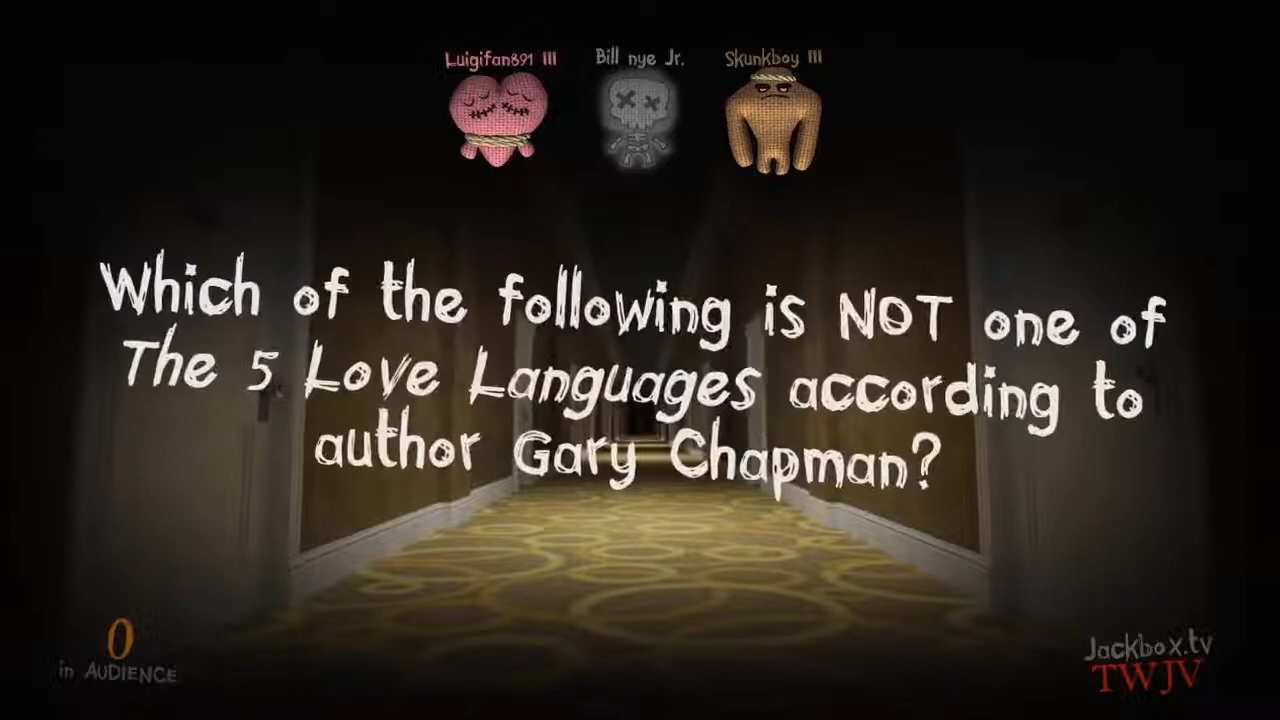 Luigifan891 III
Bill nye Jr.
Skunkboy III
Which of the following is NOT one of
The 5 Love Languages according to
author Gary Chapman?
0
in AUDIENCE
Jackbox.tv
TWJV